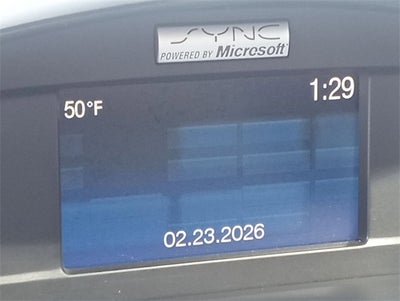 SYNC
POWERED BY Microsoft
1:29
50°F
02.23.2026